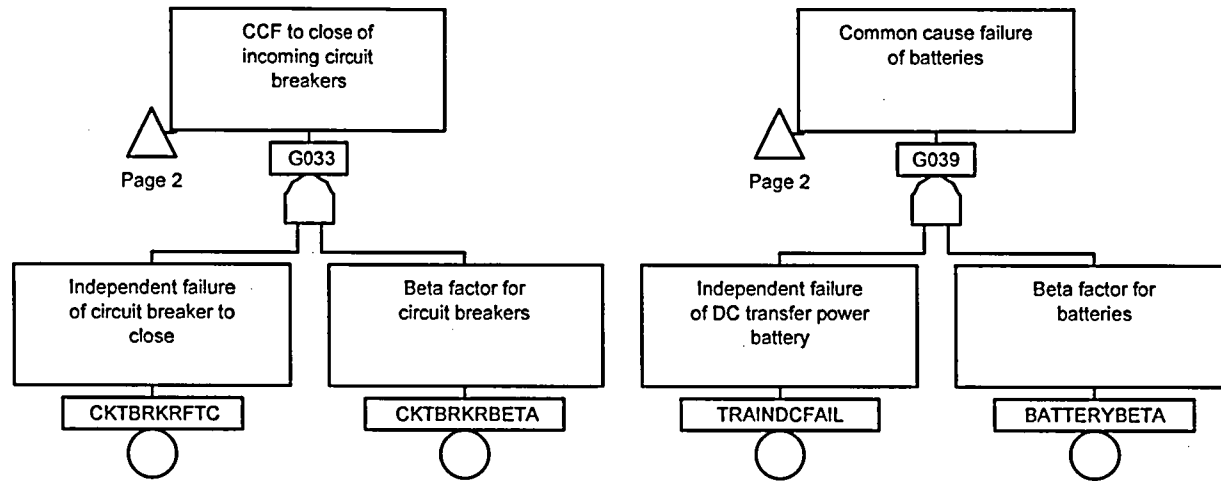 CCF to close of
incoming circuit
breakers
Page 2
G033
Independent failure
of circuit breaker to
close
CKTBRKRFTC
Beta factor for
circuit breakers
CKTBRKRBETA
Common cause failure
of batteries
Page 2
G039
Independent failure
of DC transfer power
battery
TRAINDCFAIL
Beta factor for
batteries
BATTERYBETA